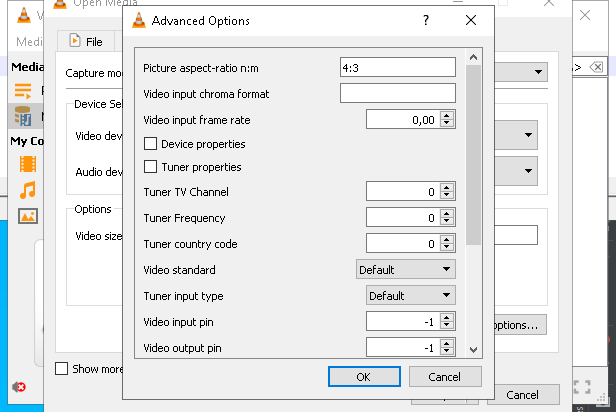 Open Media
Advanced Options
?
Medi
File
Media
Capture mo
Picture aspect-ratio n:m
4:3
Video input chroma format
Device Sel
Video input frame rate
0,00
My Co
Video dev
Device properties
Audio dev
Tuner properties
Tuner TV Channel
0
Options
Tuner Frequency
0
Video size
Tuner country code
0
Video standard
Default
Tuner input type
Default
Video input pin
-1
options...
Video output pin
-1
Show more
OK
Cancel
Cancel